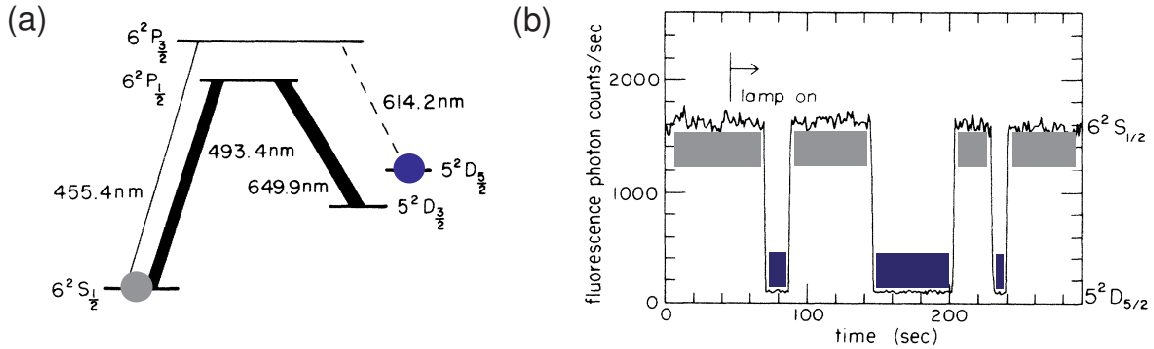 (a)
6²P3/2
6²P1/2
614.2nm
493.4nm
5²D5/2
649.9nm
455.4nm
5²D3/2
6²S1/2
(b)
fluorescence photon counts/sec
2000
lamp on
6²S1/2
1000
0
5²D5/2
0
100
200
time (sec)